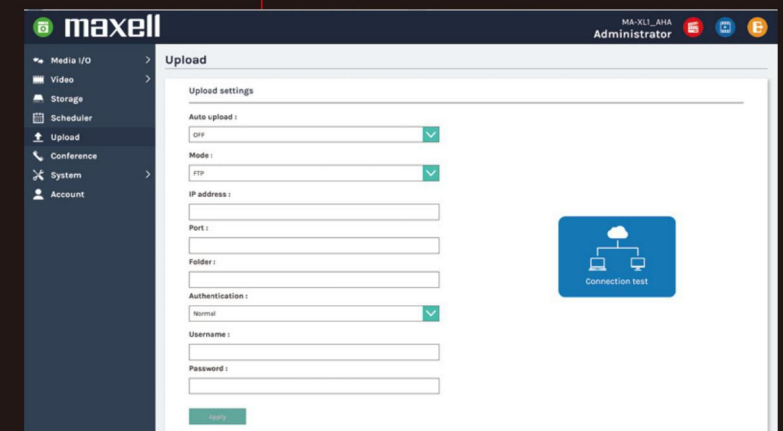 maxell
MA-XL1_AHA
Administrator
Media I/O
Video
Storage
Scheduler
Upload
Conference
System
Account
Upload
Upload settings
Auto upload :
OFF
Mode :
FTP
IP address :
Port :
Folder :
Authentication :
Normal
Username :
Password :
Apply
Connection test